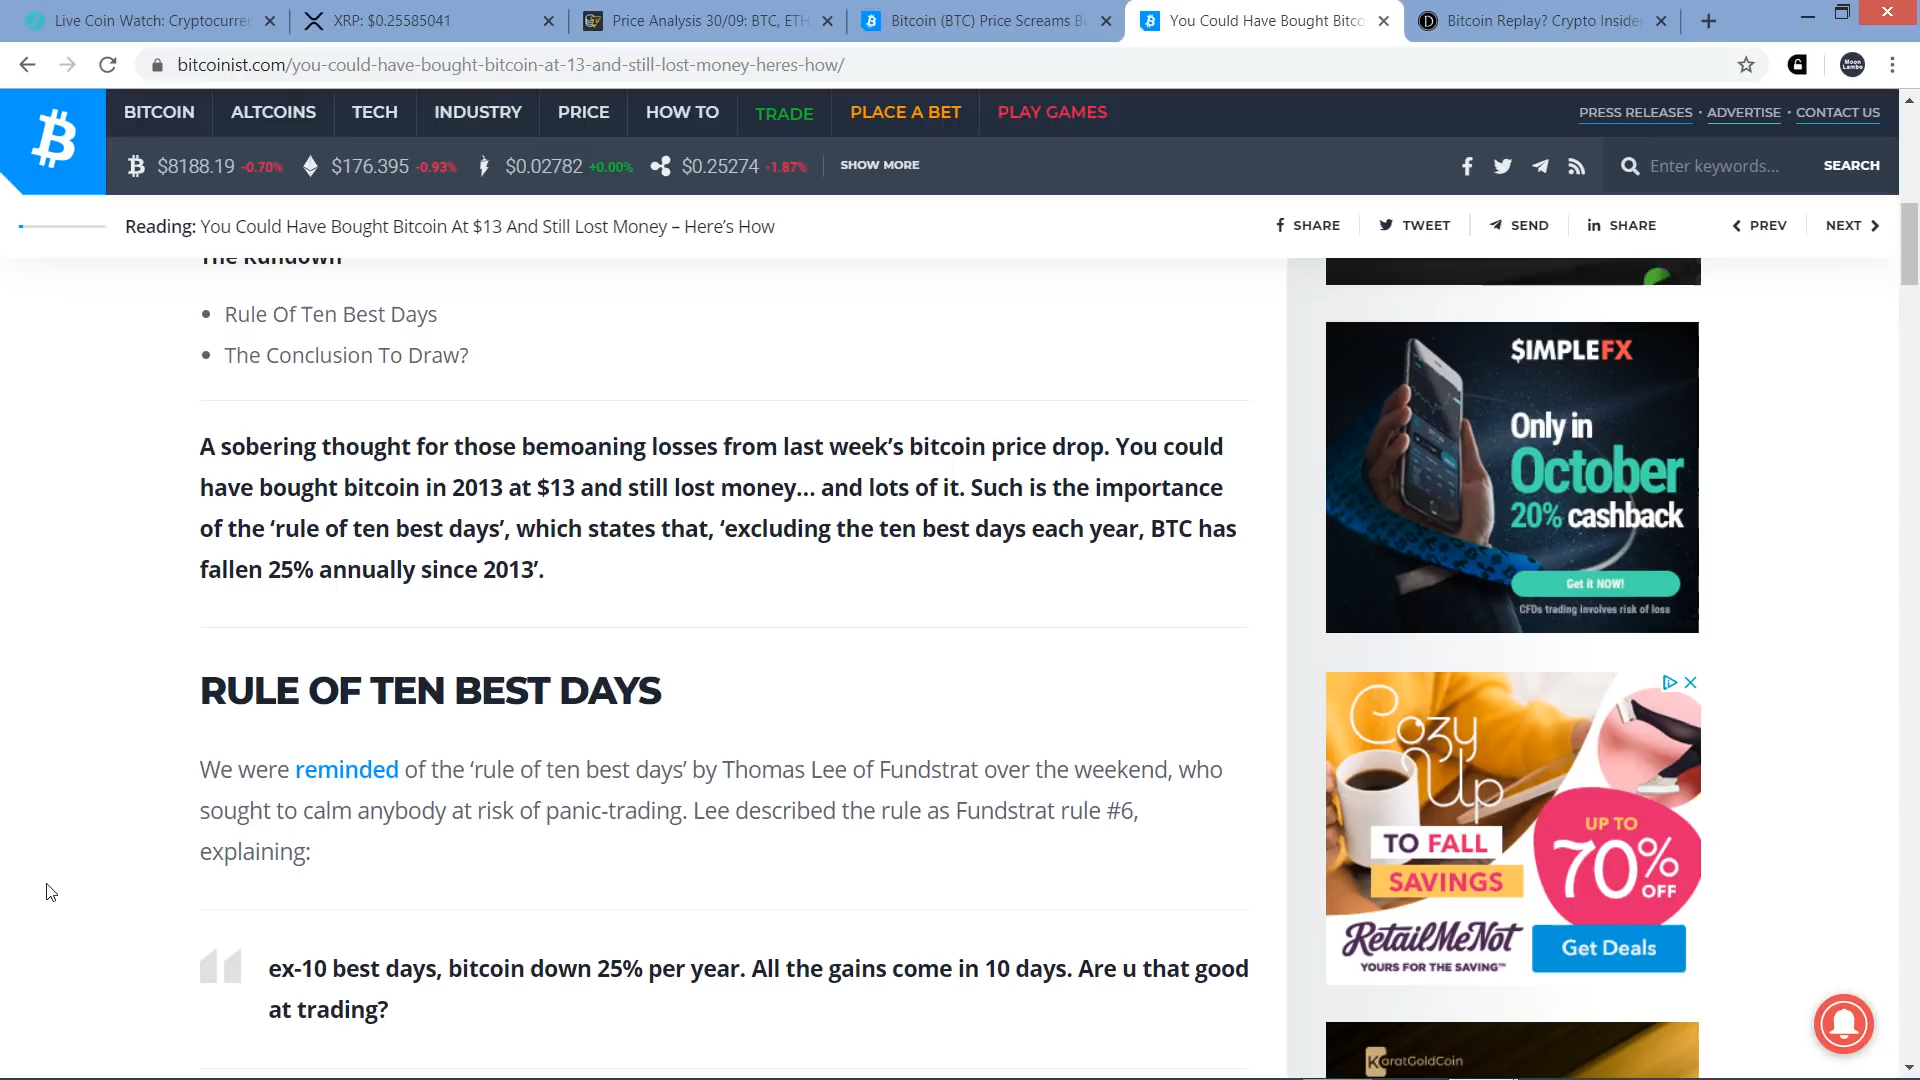 Live Coin Watch: Cryptocurren
XRP: $0.25585041
Price Analysis 30/09: BTC, ETH
Bitcoin (BTC) Price Screams B
You Could Have Bought Bitco
Bitcoin Replay? Crypto Inside
bitcoinist.com/you-could-have-bought-bitcoin-at-13-and-still-lost-money-heres-how/
Moon Lambo
BITCOIN ALTCOINS TECH INDUSTRY PRICE HOW TO TRADE PLACE A BET PLAY GAMES
PRESS RELEASES · ADVERTISE · CONTACT US
$8188.19 -0.70% $176.395 -0.93% $0.02782 +0.00% $0.25274 -1.87% SHOW MORE
Enter keywords... SEARCH
Reading: You Could Have Bought Bitcoin At $13 And Still Lost Money – Here's How
SHARE TWEET SEND SHARE PREV NEXT
The Rundown
• Rule Of Ten Best Days
• The Conclusion To Draw?
A sobering thought for those bemoaning losses from last week's bitcoin price drop. You could
have bought bitcoin in 2013 at $13 and still lost money... and lots of it. Such is the importance
of the 'rule of ten best days', which states that, 'excluding the ten best days each year, BTC has
fallen 25% annually since 2013'.
RULE OF TEN BEST DAYS
We were reminded of the 'rule of ten best days' by Thomas Lee of Fundstrat over the weekend, who
sought to calm anybody at risk of panic-trading. Lee described the rule as Fundstrat rule #6,
explaining:
ex-10 best days, bitcoin down 25% per year. All the gains come in 10 days. Are u that good
at trading?
$IMPLEFX
Only in
October
20% cashback
Get it NOW!
CFDs trading involves risk of loss
Cozy
Up
TO FALL
SAVINGS
UP TO
70%
OFF
RetailMeNot
YOURS FOR THE SAVING™
Get Deals
KaratGoldCoin